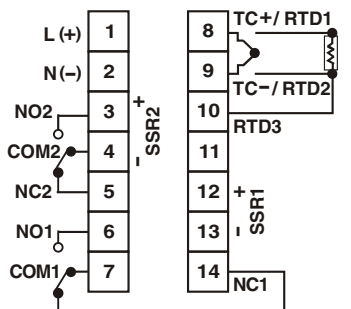 L (+) 1
N (-) 2
NO2 3 +
COM2 4 - SSR2
NC2 5
NO1 6
COM1 7
8 TC+/ RTD1
9 TC-/ RTD2
10 RTD3
11
12 +
13 - SSR1
14 NC1